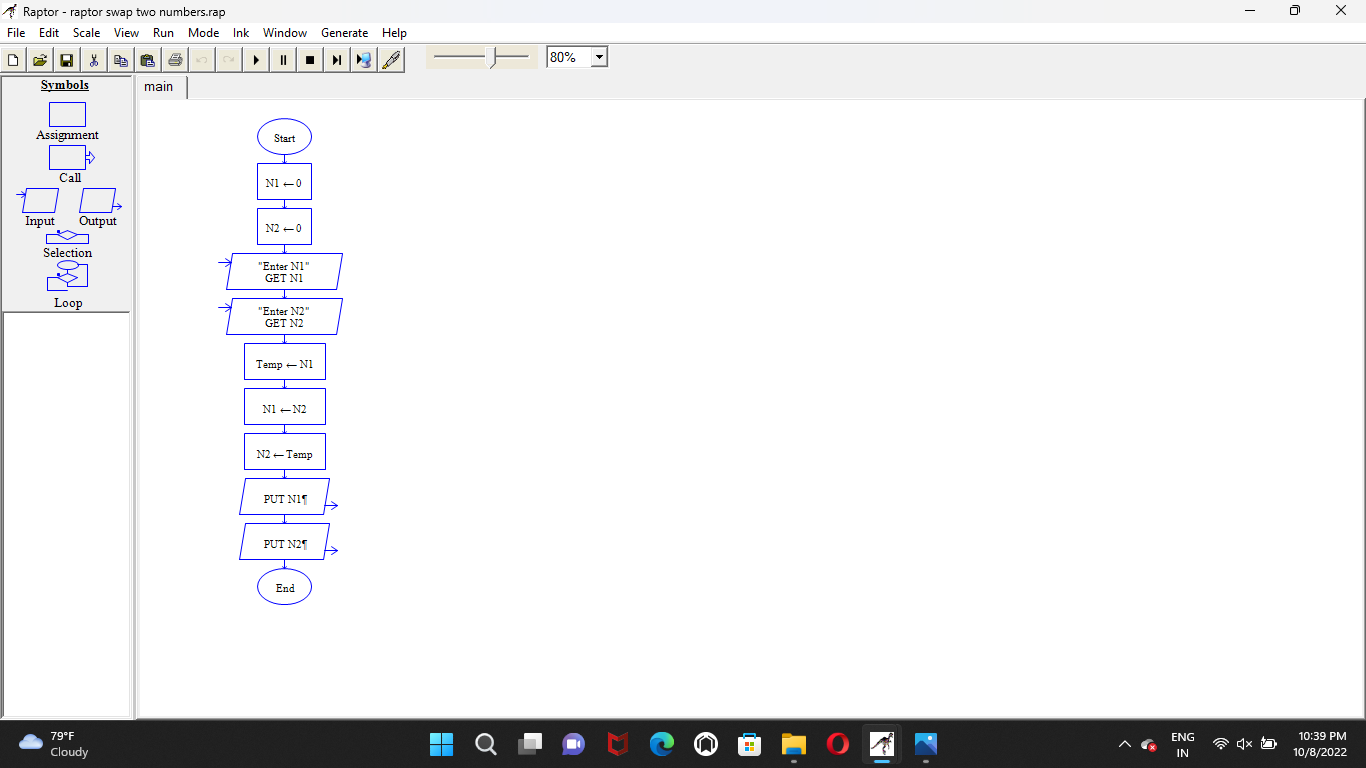 Raptor - raptor swap two numbers.rap
File Edit Scale View Run Mode Ink Window Generate Help
80%
Symbols
Assignment
Call
Input Output
Selection
Loop
main
Start
N1 ← 0
N2 ← 0
"Enter N1"
GET N1
"Enter N2"
GET N2
Temp ← N1
N1 ← N2
N2 ← Temp
PUT N1¶
PUT N2¶
End
79°F
Cloudy
ENG
IN
10:39 PM
10/8/2022